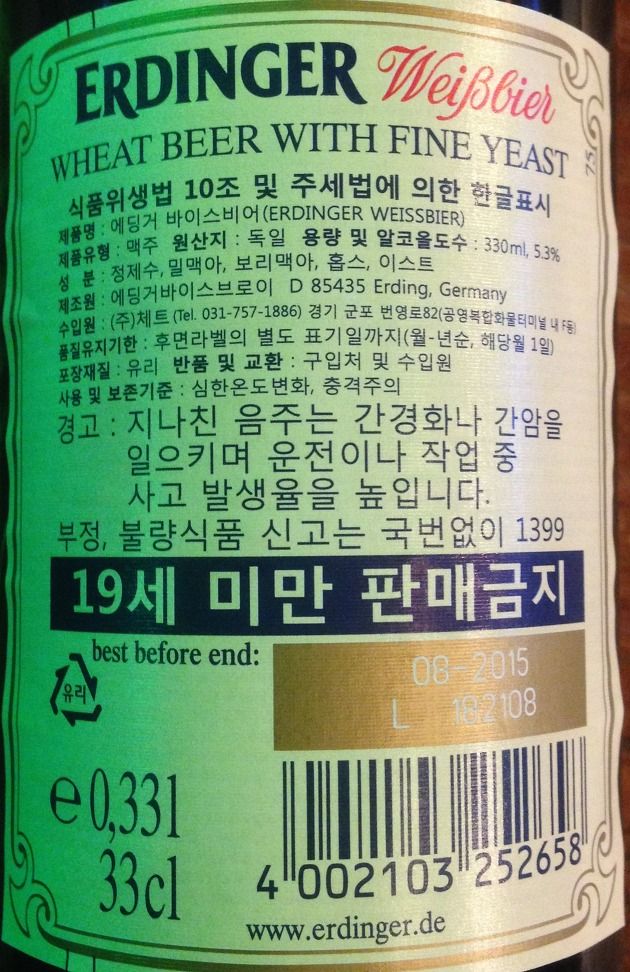 ERDINGER Weißbier
WHEAT BEER WITH FINE YEAST
75
식품위생법 10조 및 주세법에 의한 한글표시
제품명 : 에딩거 바이스비어(ERDINGER WEISSBIER)
제품유형 : 맥주 원산지 : 독일 용량 및 알코올도수 : 330ml, 5.3%
성 분 : 정제수, 밀맥아, 보리맥아, 홉스, 이스트
제조원 : 에딩거바이스브로이 D 85435 Erding, Germany
수입원 : (주)체트 (Tel. 031-757-1886) 경기 군포 번영로82(공영복합화물터미널 내 F동)
품질유지기한 : 후면라벨의 별도 표기일까지(월-년순, 해당월 1일)
포장재질 : 유리 반품 및 교환 : 구입처 및 수입원
사용 및 보존기준 : 심한온도변화, 충격주의
경고 : 지나친 음주는 간경화나 간암을
일으키며 운전이나 작업 중
사고 발생율을 높입니다.
부정, 불량식품 신고는 국번없이 1399
19세 미만 판매금지
best before end:
08-2015
L 182108
유리
e 0,33l
33cl
4 002103 252658
www.erdinger.de